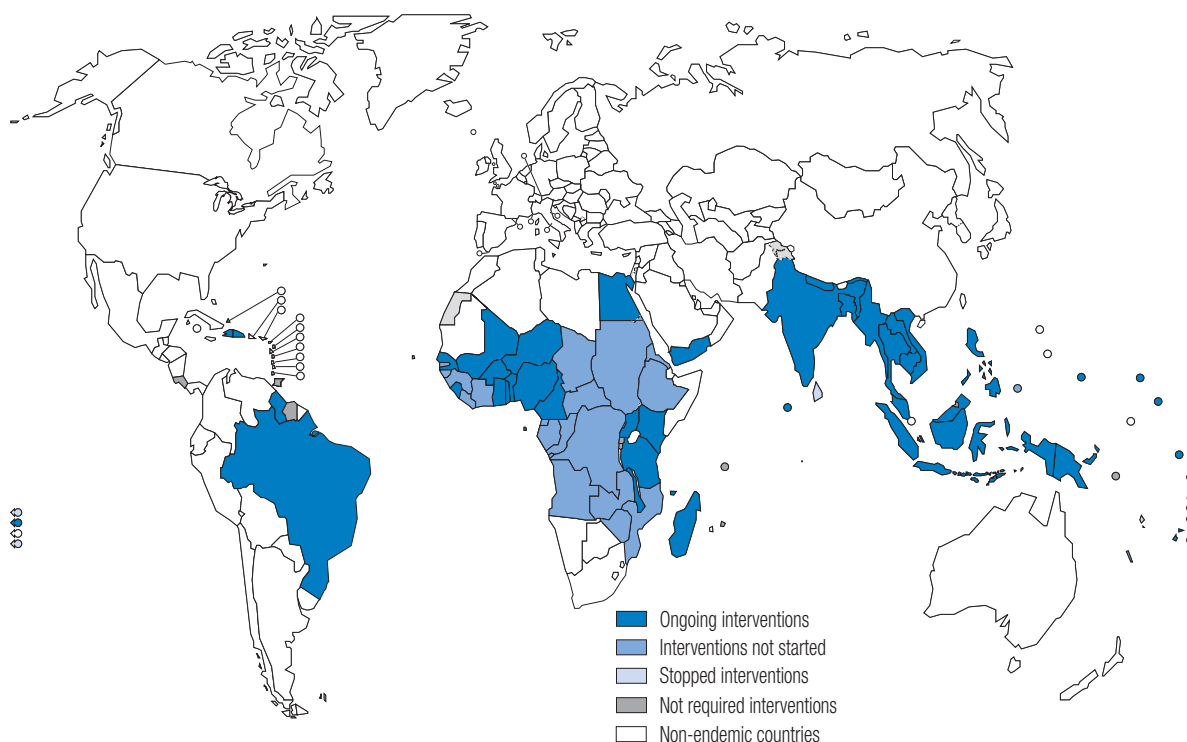 Ongoing interventions
Interventions not started
Stopped interventions
Not required interventions
Non-endemic countries